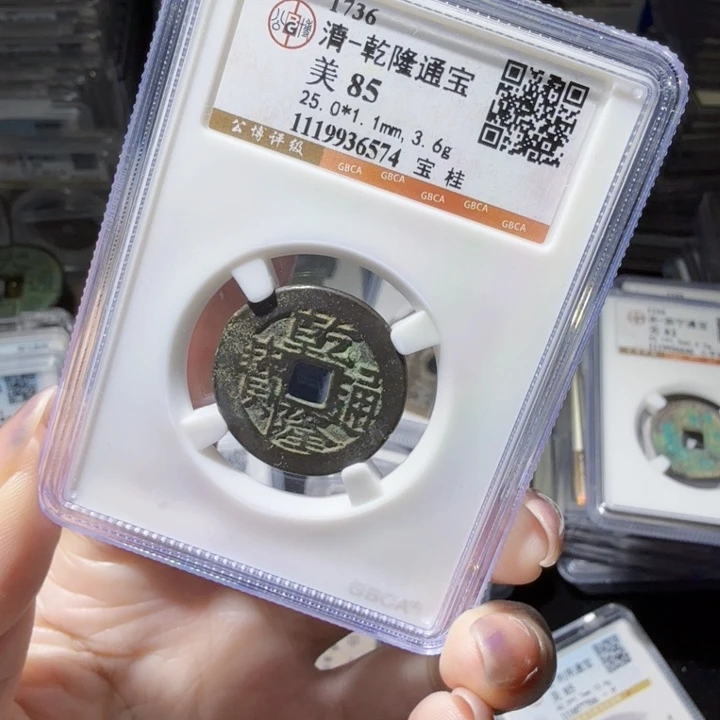 1736
清-乾隆通宝
美 85
25.0*1.1mm, 3.6g
1119936574 宝桂
公博评级
GBCA GBCA GBCA GBCA GBCA
乾隆通寶
GBCA®